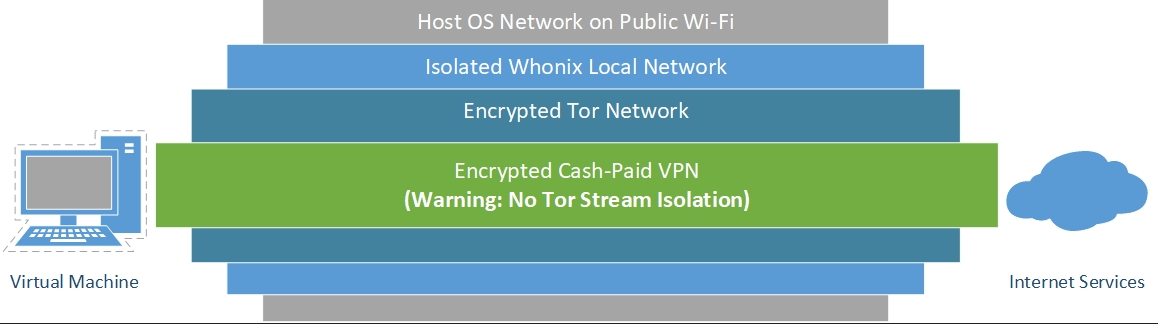 Host OS Network on Public Wi-Fi
Isolated Whonix Local Network
Encrypted Tor Network
Encrypted Cash-Paid VPN
(Warning: No Tor Stream Isolation)
Virtual Machine
Internet Services